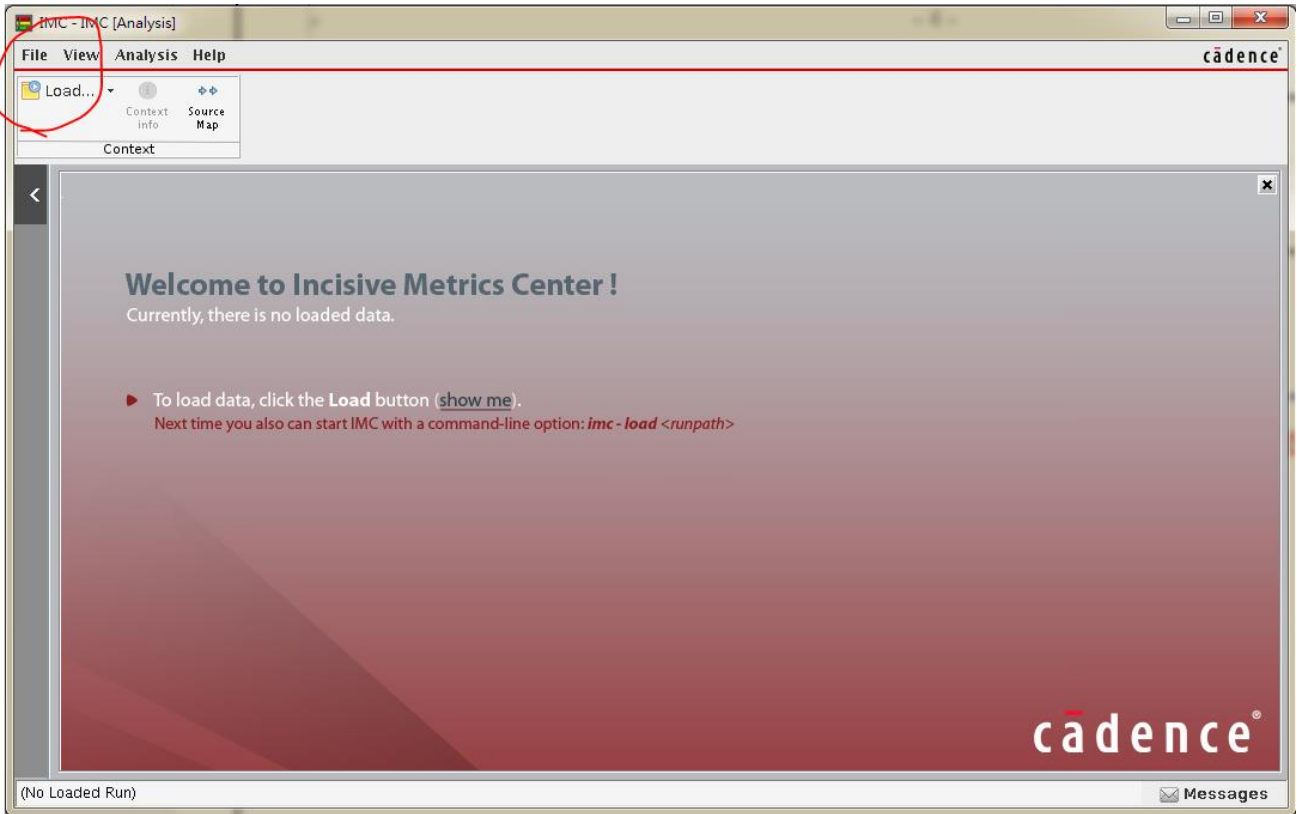 IMC - IMC [Analysis]
File View Analysis Help
cādence
Load...
Context info
Source Map
Context
Welcome to Incisive Metrics Center !
Currently, there is no loaded data.
To load data, click the Load button (show me).
Next time you also can start IMC with a command-line option: imc - load <runpath>
cādence®
(No Loaded Run)
Messages